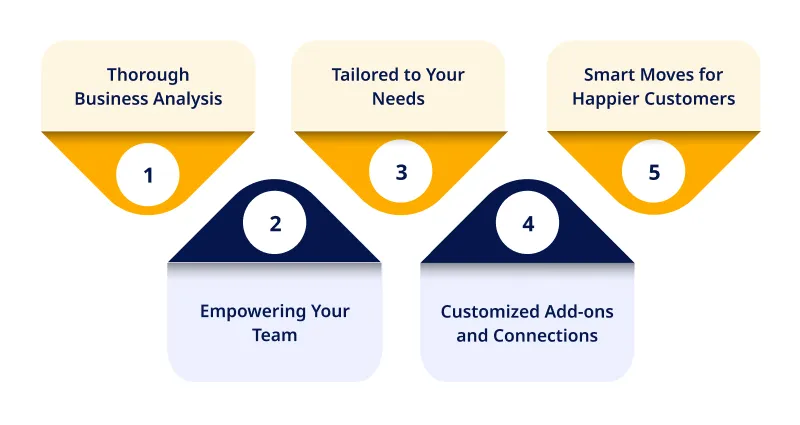 Thorough
Business Analysis
1
2
Empowering Your
Team
Tailored to Your
Needs
3
4
Customized Add-ons
and Connections
Smart Moves for
Happier Customers
5